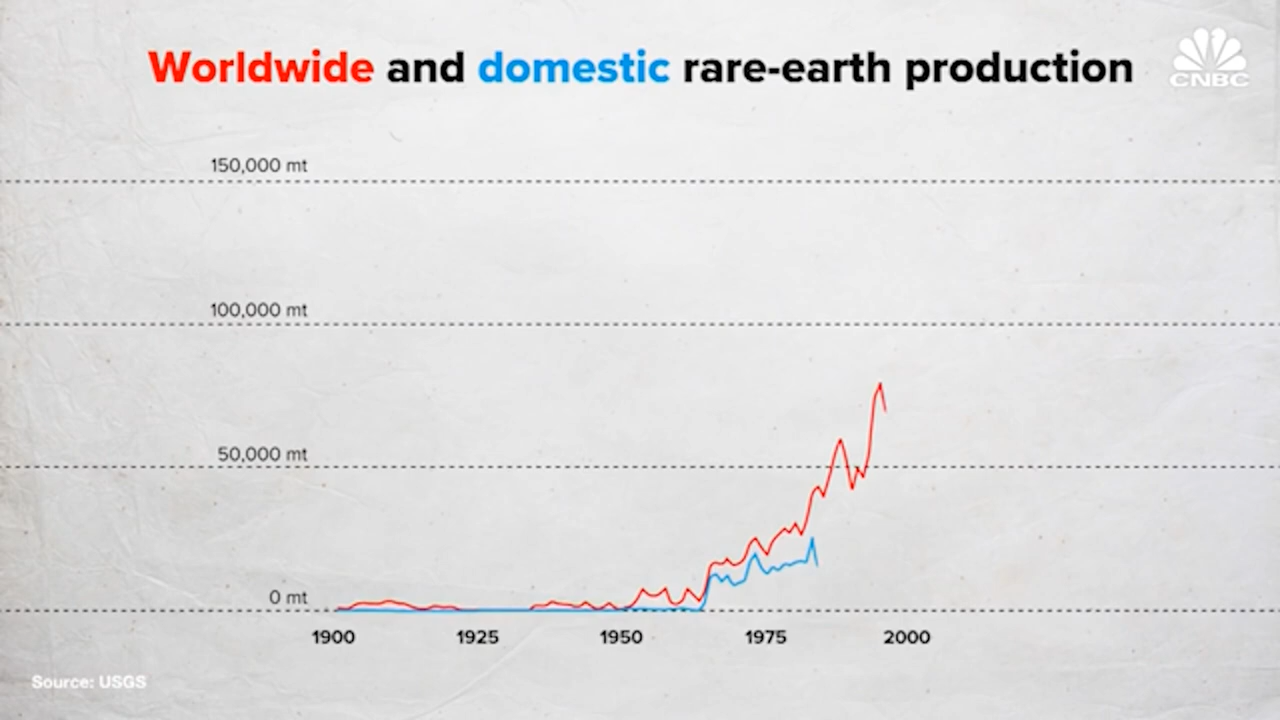 Worldwide and domestic rare-earth production
CNBC
150,000 mt
100,000 mt
50,000 mt
0 mt
1900 1925 1950 1975 2000
Source: USGS